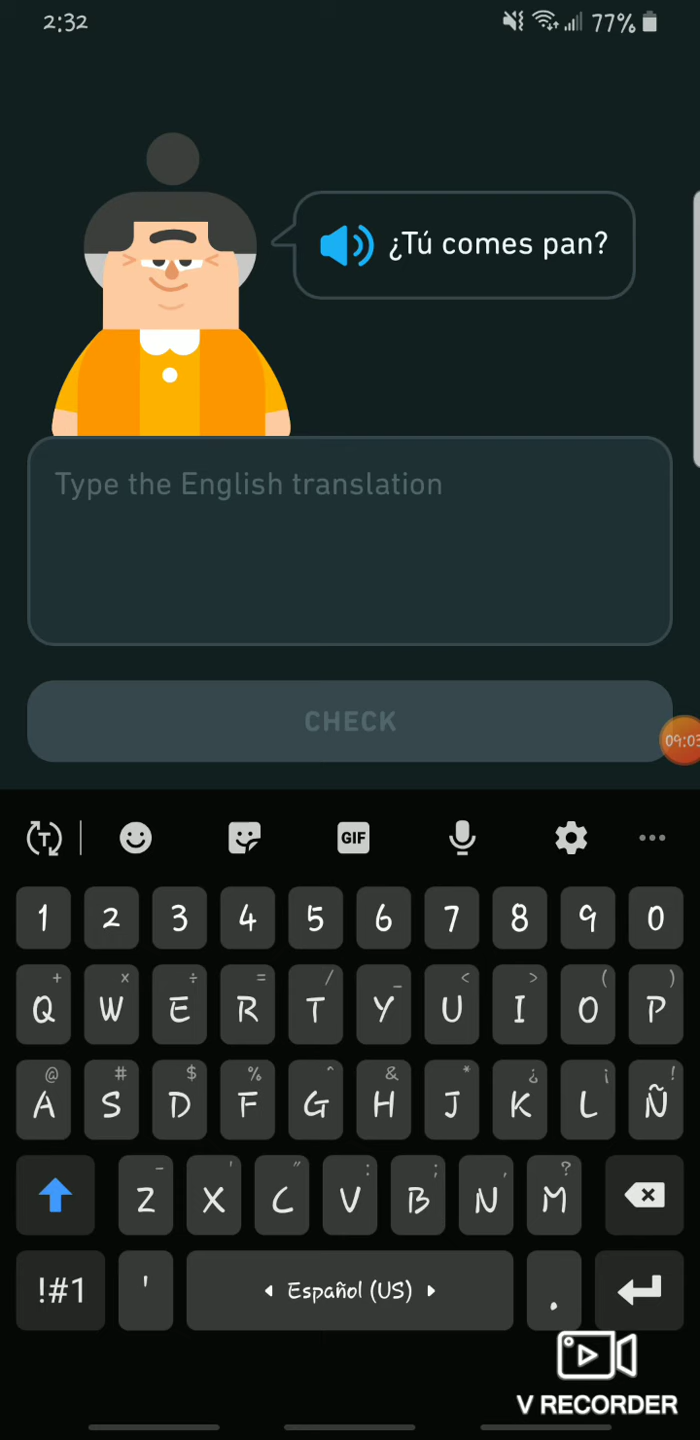 2:32
77%
¿Tú comes pan?
Type the English translation
CHECK
09:03
GIF
1 2 3 4 5 6 7 8 9 0
+ × ÷ = / _ < > ( )
Q W E R T Y U I O P
@ # $ % ^ & * ¿ ¡ !
A S D F G H J K L Ñ
- ' " : ; , ?
Z X C V B N M
!#1 ' Español (US) .
V RECORDER